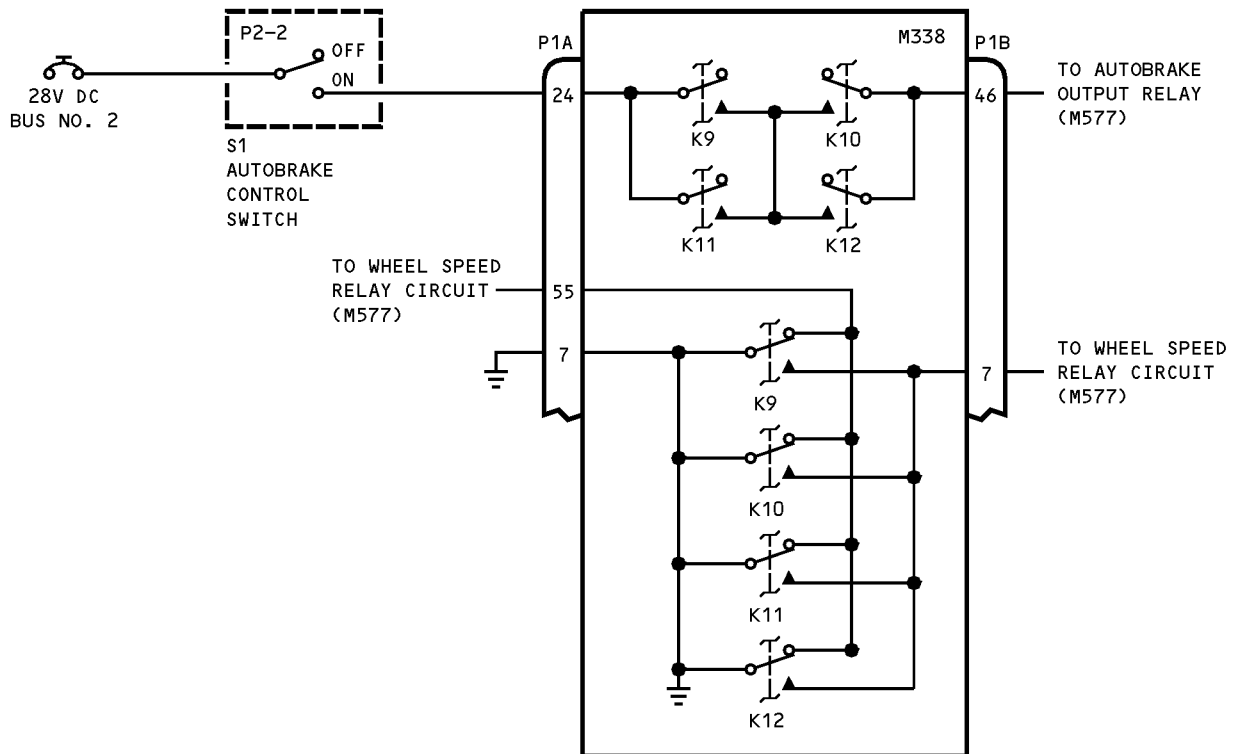 P2-2
OFF
ON
28V DC
BUS NO. 2
S1
AUTOBRAKE
CONTROL
SWITCH
P1A
M338
P1B
24
K9
K10
46
TO AUTOBRAKE
OUTPUT RELAY
(M577)
K11
K12
TO WHEEL SPEED
RELAY CIRCUIT
(M577)
55
7
K9
7
TO WHEEL SPEED
RELAY CIRCUIT
(M577)
K10
K11
K12